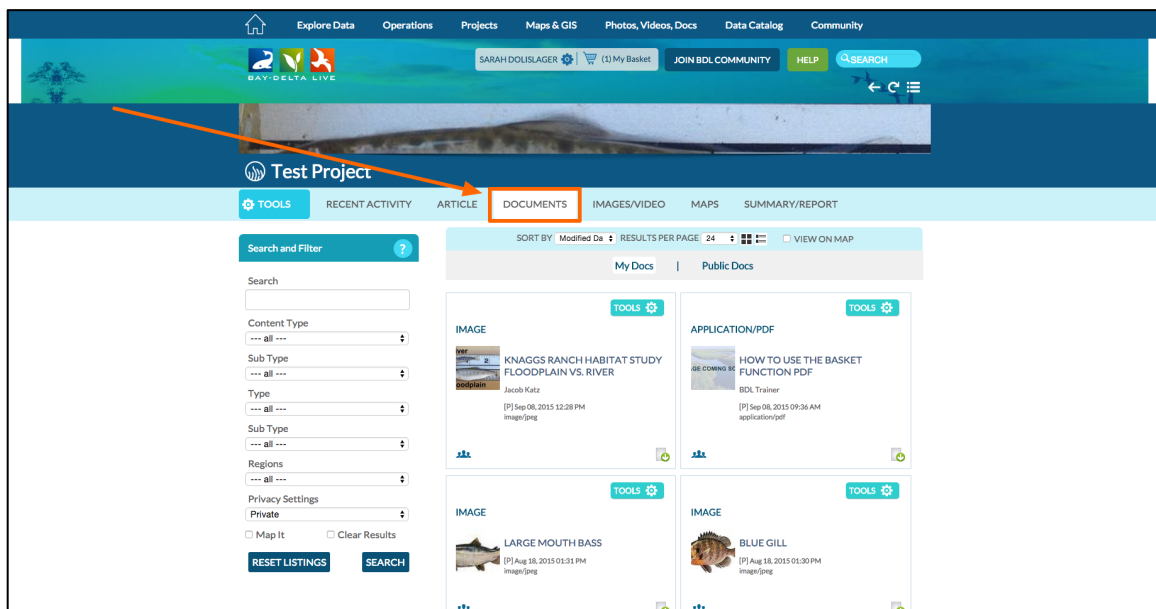 Explore Data Operations Projects Maps & GIS Photos, Videos, Docs Data Catalog Community
BAY-DELTA LIVE
SARAH DOLISLAGER (1) My Basket JOIN BDL COMMUNITY HELP SEARCH
Test Project
TOOLS RECENT ACTIVITY ARTICLE DOCUMENTS IMAGES/VIDEO MAPS SUMMARY/REPORT
Search and Filter ?
SORT BY Modified Da RESULTS PER PAGE 24 VIEW ON MAP
My Docs | Public Docs
Search
Content Type
--- all ---
Sub Type
--- all ---
Type
--- all ---
Sub Type
--- all ---
Regions
--- all ---
Privacy Settings
Private
Map It Clear Results
RESET LISTINGS SEARCH
TOOLS
IMAGE
KNAGGS RANCH HABITAT STUDY
FLOODPLAIN VS. RIVER
Jacob Katz
[P] Sep 08, 2015 12:28 PM
image/jpeg
TOOLS
APPLICATION/PDF
HOW TO USE THE BASKET
FUNCTION PDF
BDL Trainer
[P] Sep 08, 2015 09:36 AM
application/pdf
TOOLS
IMAGE
LARGE MOUTH BASS
[P] Aug 18, 2015 01:31 PM
image/jpeg
TOOLS
IMAGE
BLUE GILL
[P] Aug 18, 2015 01:30 PM
image/jpeg